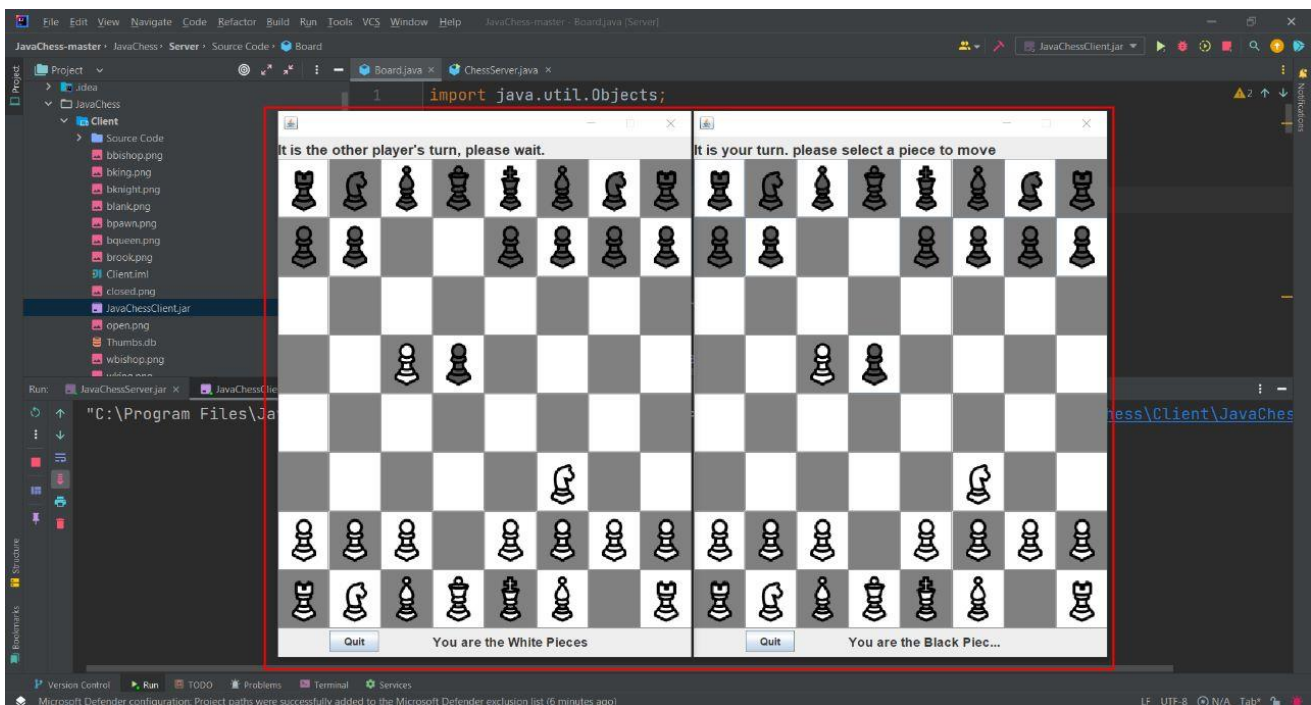 File Edit View Navigate Code Refactor Build Run Tools VCS Window Help JavaChess-master - Board.java [Server]
JavaChess-master JavaChess Server Source Code Board JavaChessClient.jar
Project Project Board.java ChessServer.java Notifications
.idea 1 import java.util.Objects; 2
JavaChess
Client
Source Code
bbishop.png
bking.png
bknight.png
blank.png
bpawn.png
bqueen.png
brook.png
Client.iml
closed.png
JavaChessClient.jar
open.png
Thumbs.db
wbishop.png
It is the other player's turn, please wait.
It is your turn. please select a piece to move
Quit You are the White Pieces
Quit You are the Black Piec...
Run: JavaChessServer.jar JavaChessClie
"C:\Program Files\Ja hess\Client\JavaChes
Structure
Bookmarks
Version Control Run TODO Problems Terminal Services
Microsoft Defender configuration: Project paths were successfully added to the Microsoft Defender exclusion list (6 minutes ago) LF UTF-8 N/A Tab*